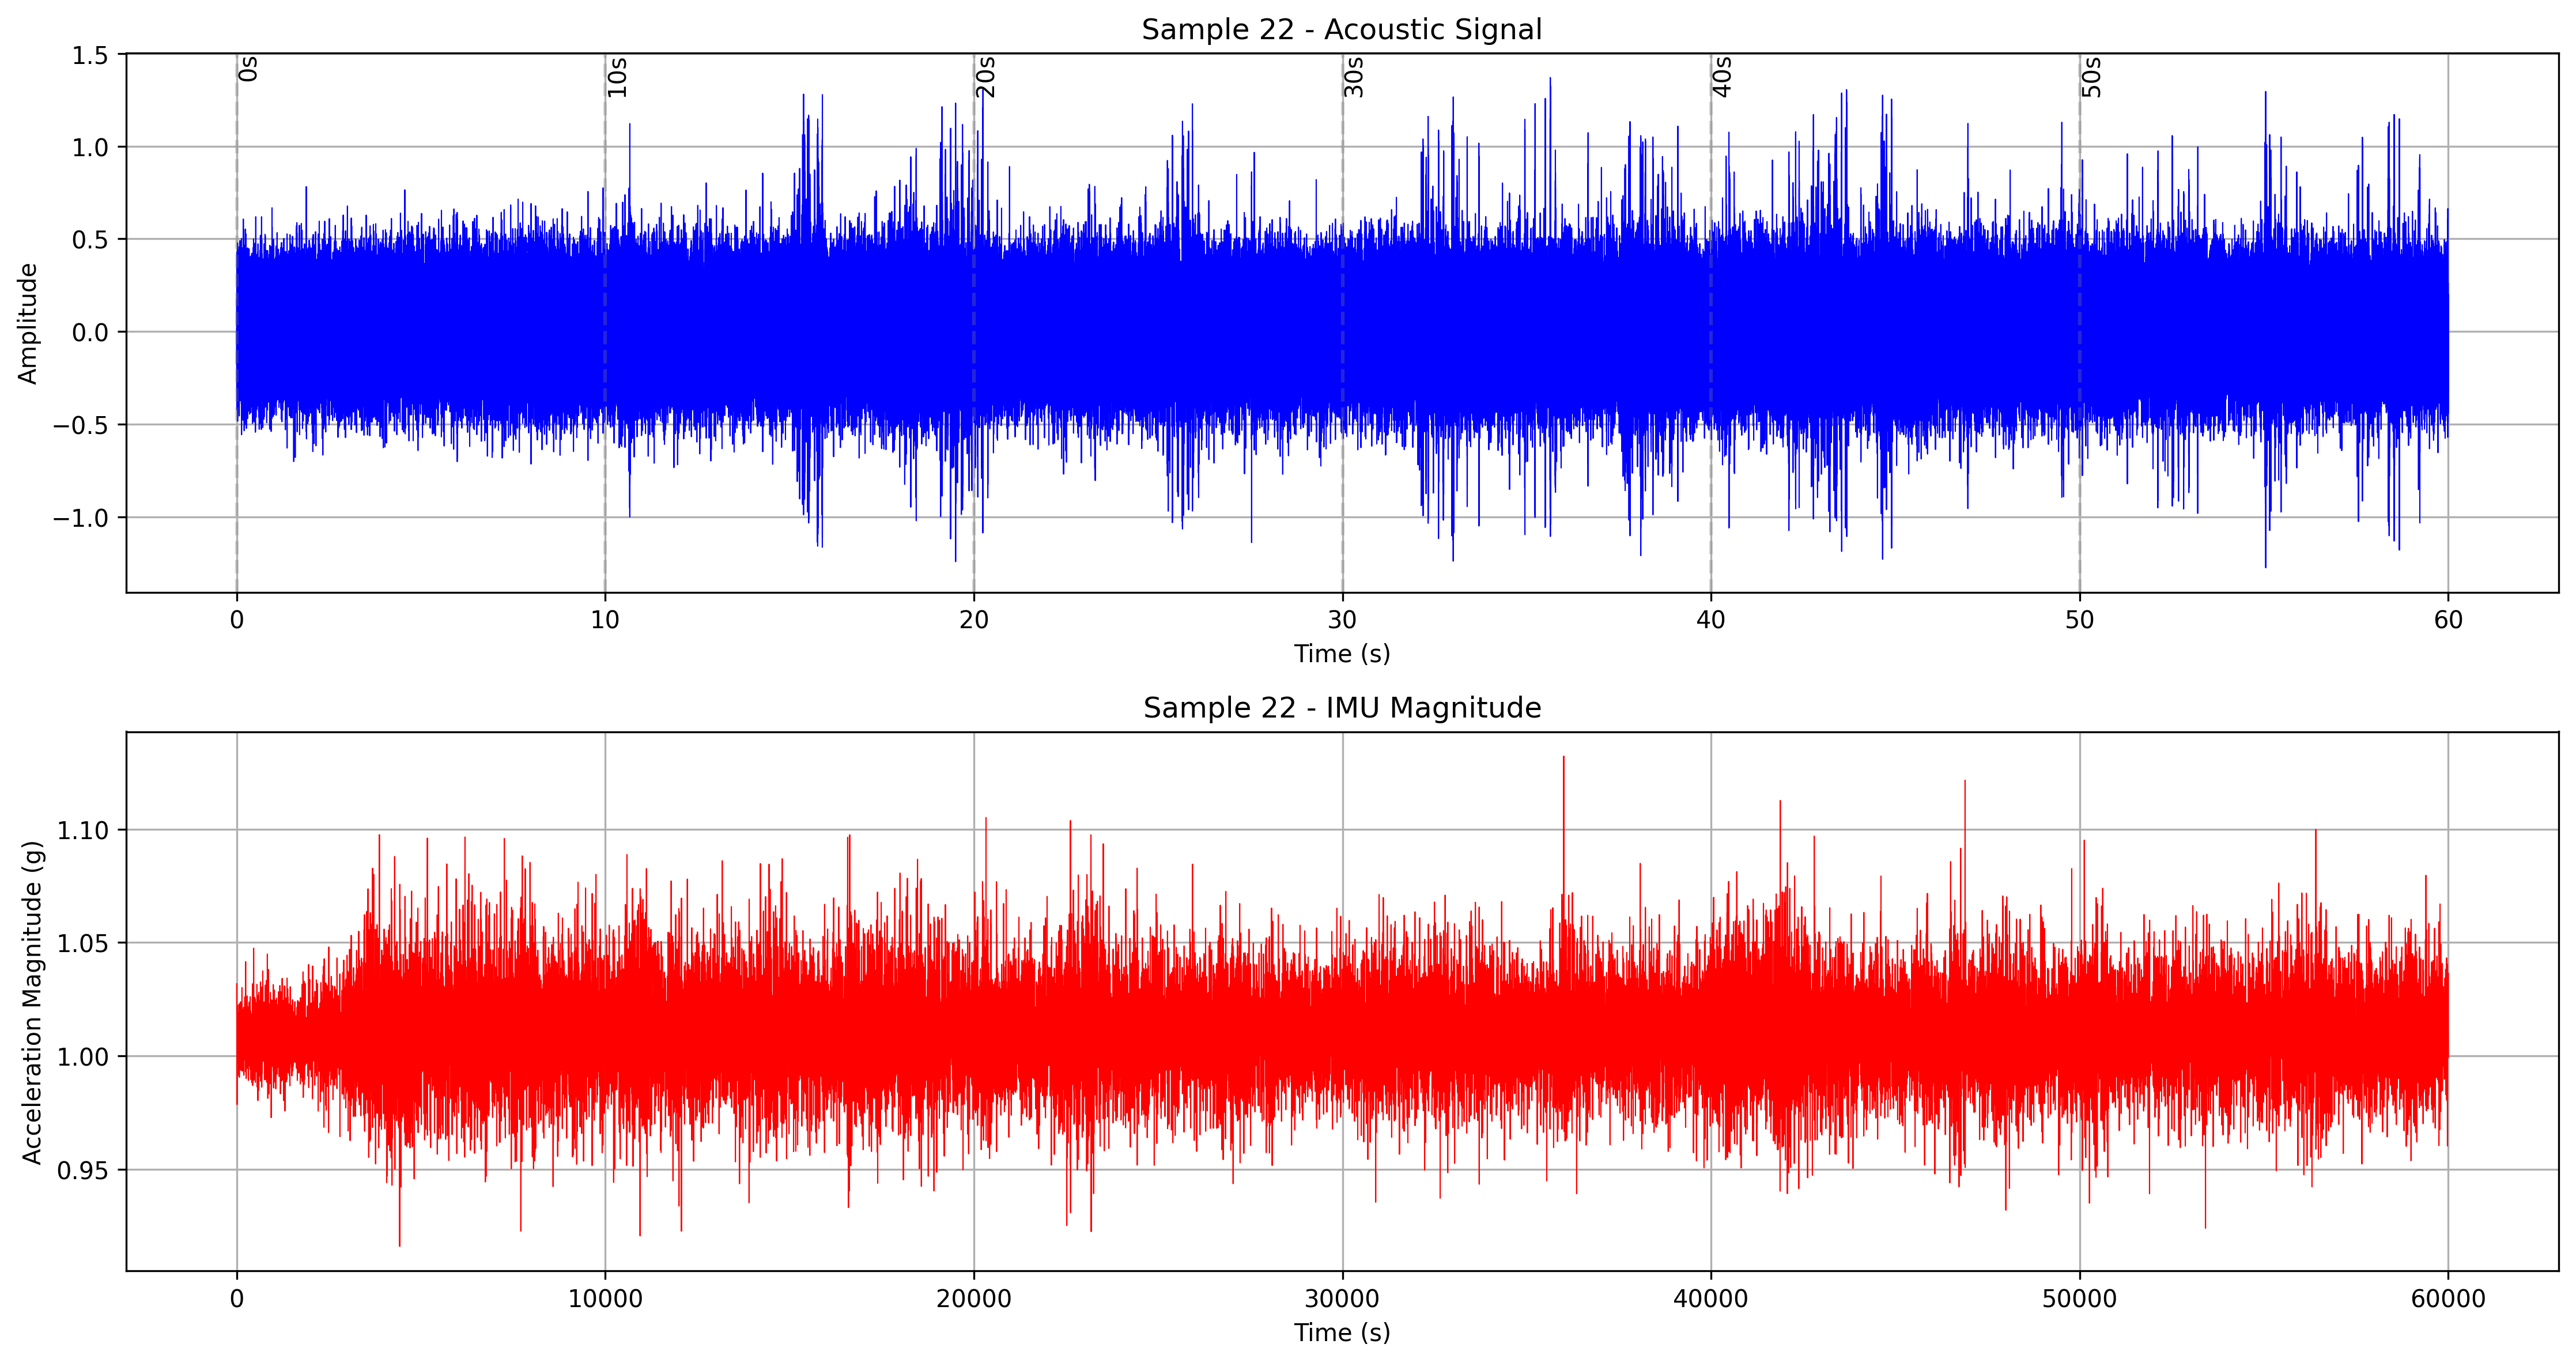 Sample 22 - Acoustic Signal
1.5
1.0
0.5
0.0
−0.5
−1.0
Amplitude
0s
10s
20s
30s
40s
50s
0 10 20 30 40 50 60
Time (s)
Sample 22 - IMU Magnitude
1.10
1.05
1.00
0.95
Acceleration Magnitude (g)
0 10000 20000 30000 40000 50000 60000
Time (s)